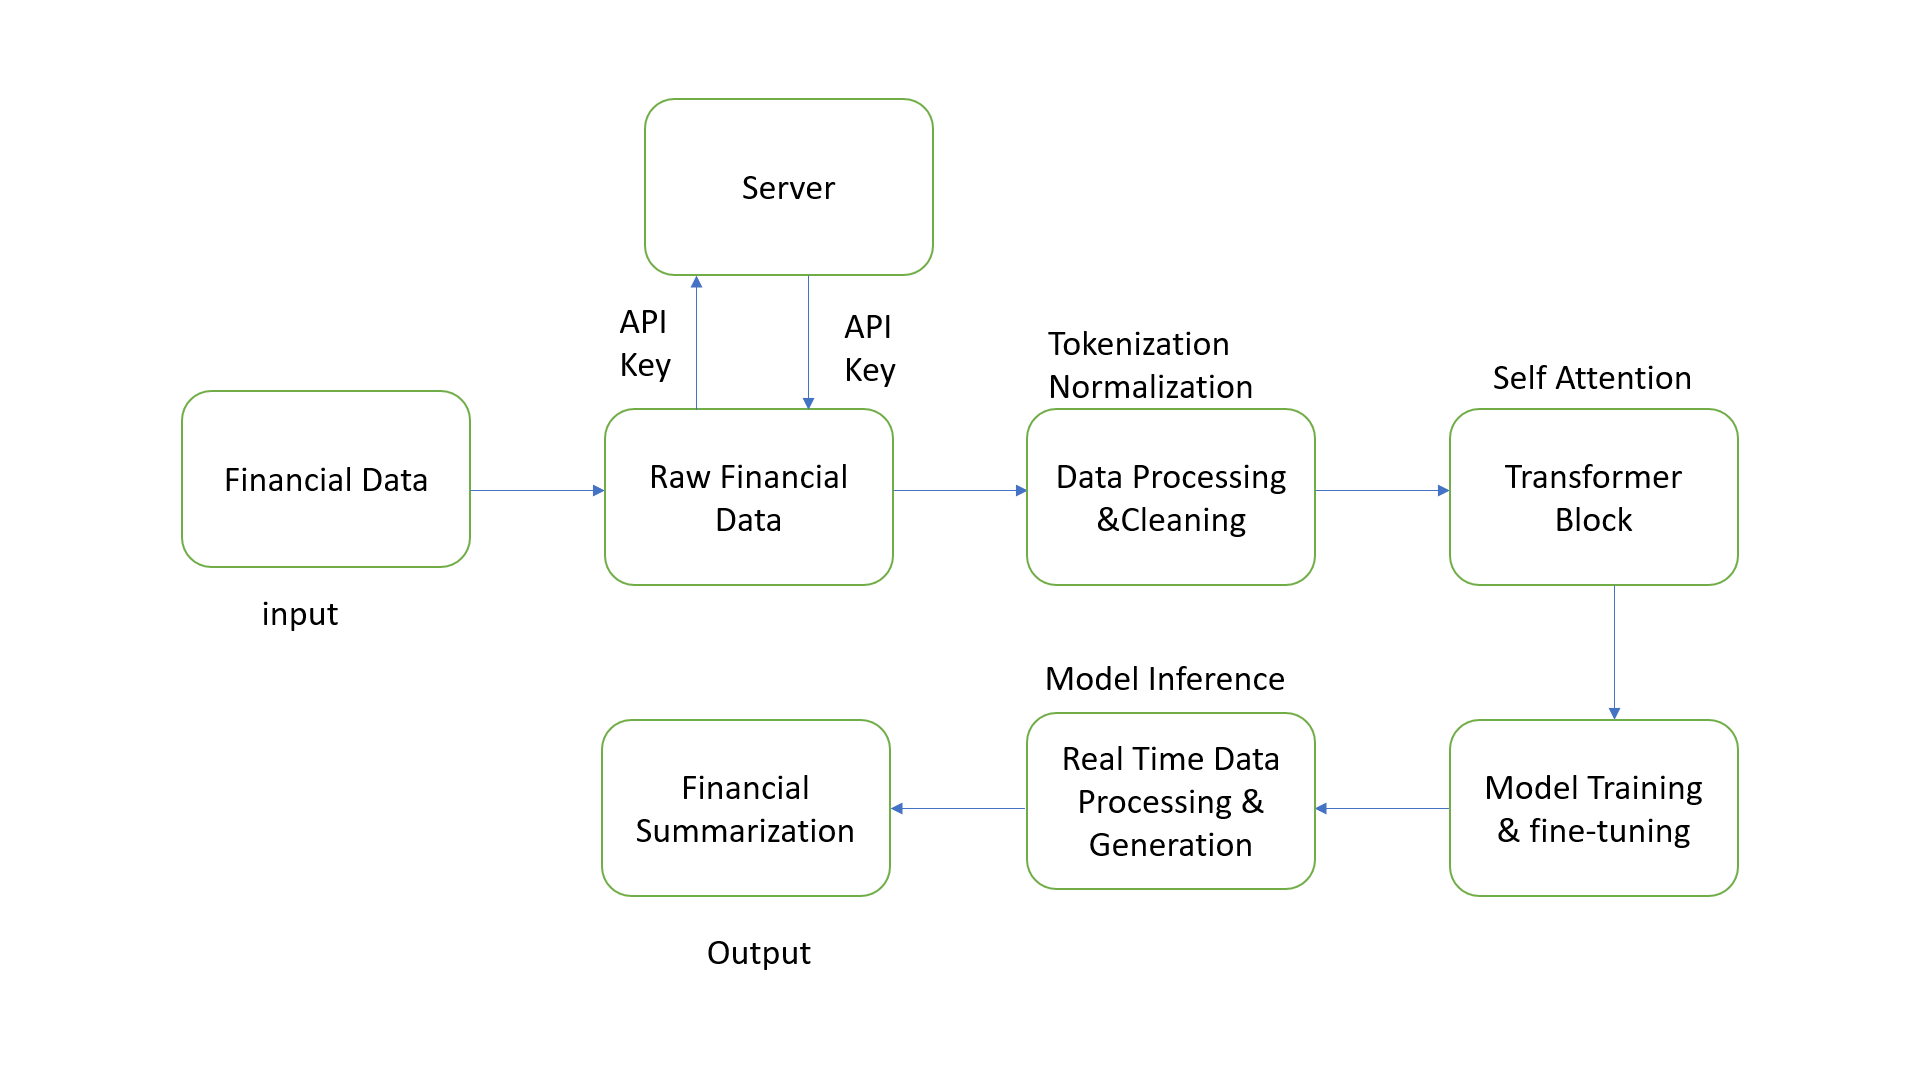 Server
API
Key
API
Key
Tokenization
Normalization
Self Attention
Financial Data
Raw Financial
Data
Data Processing
&Cleaning
Transformer
Block
input
Model Inference
Financial
Summarization
Real Time Data
Processing &
Generation
Model Training
& fine-tuning
Output